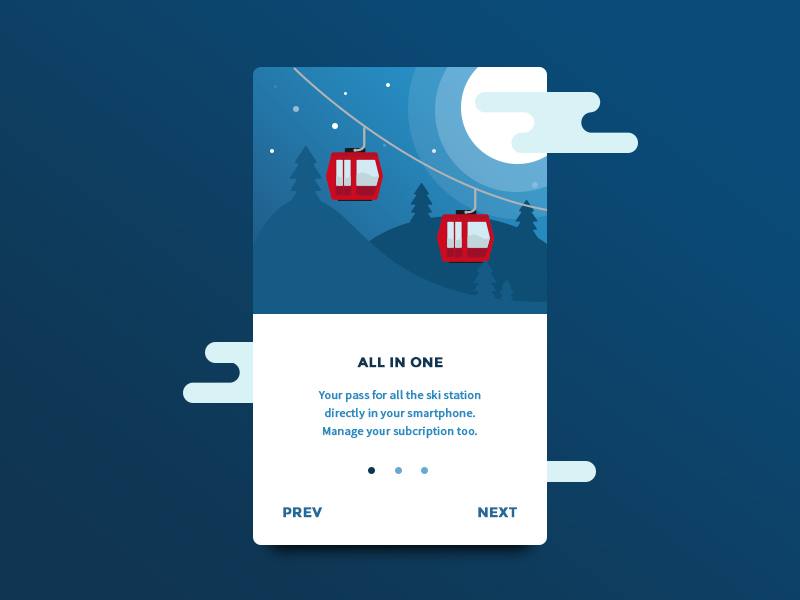 ALL IN ONE
Your pass for all the ski station
directly in your smartphone.
Manage your subcription too.
PREV
NEXT